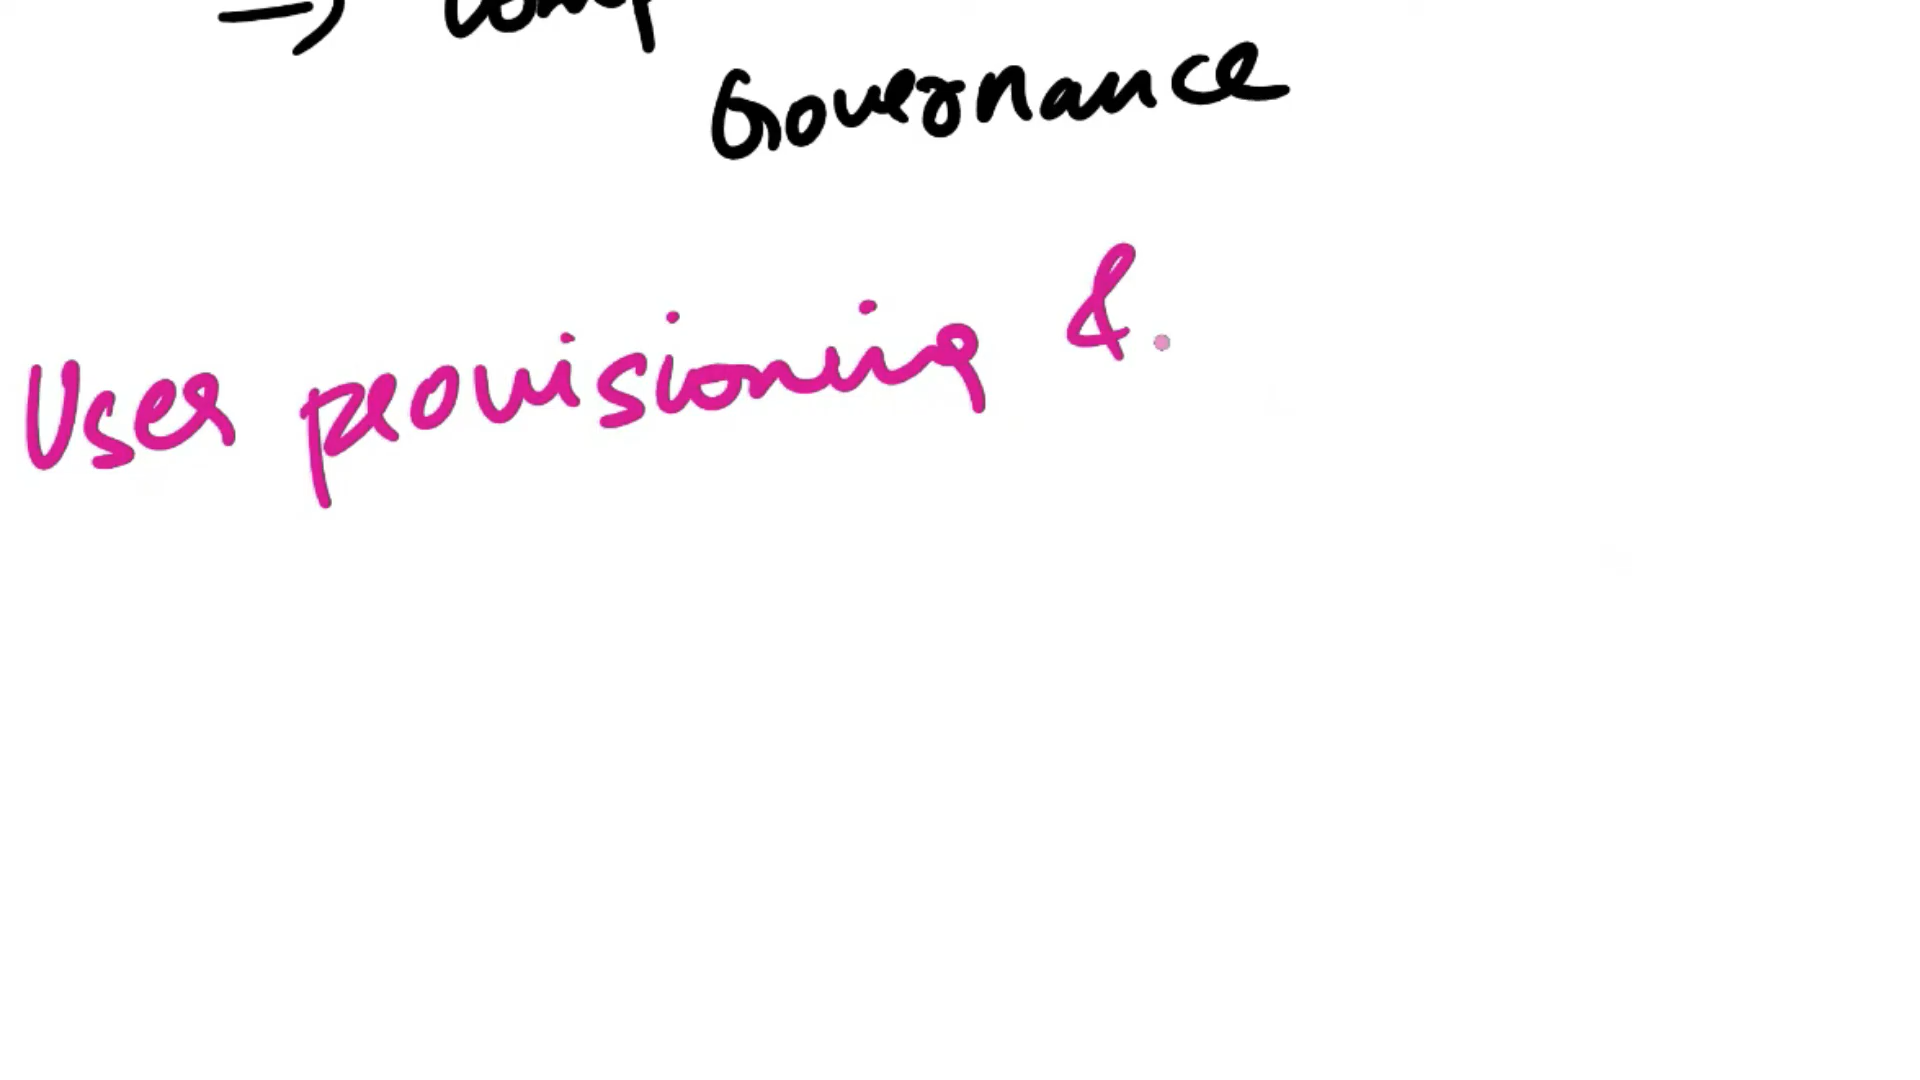 →
Governance
User provisioning &